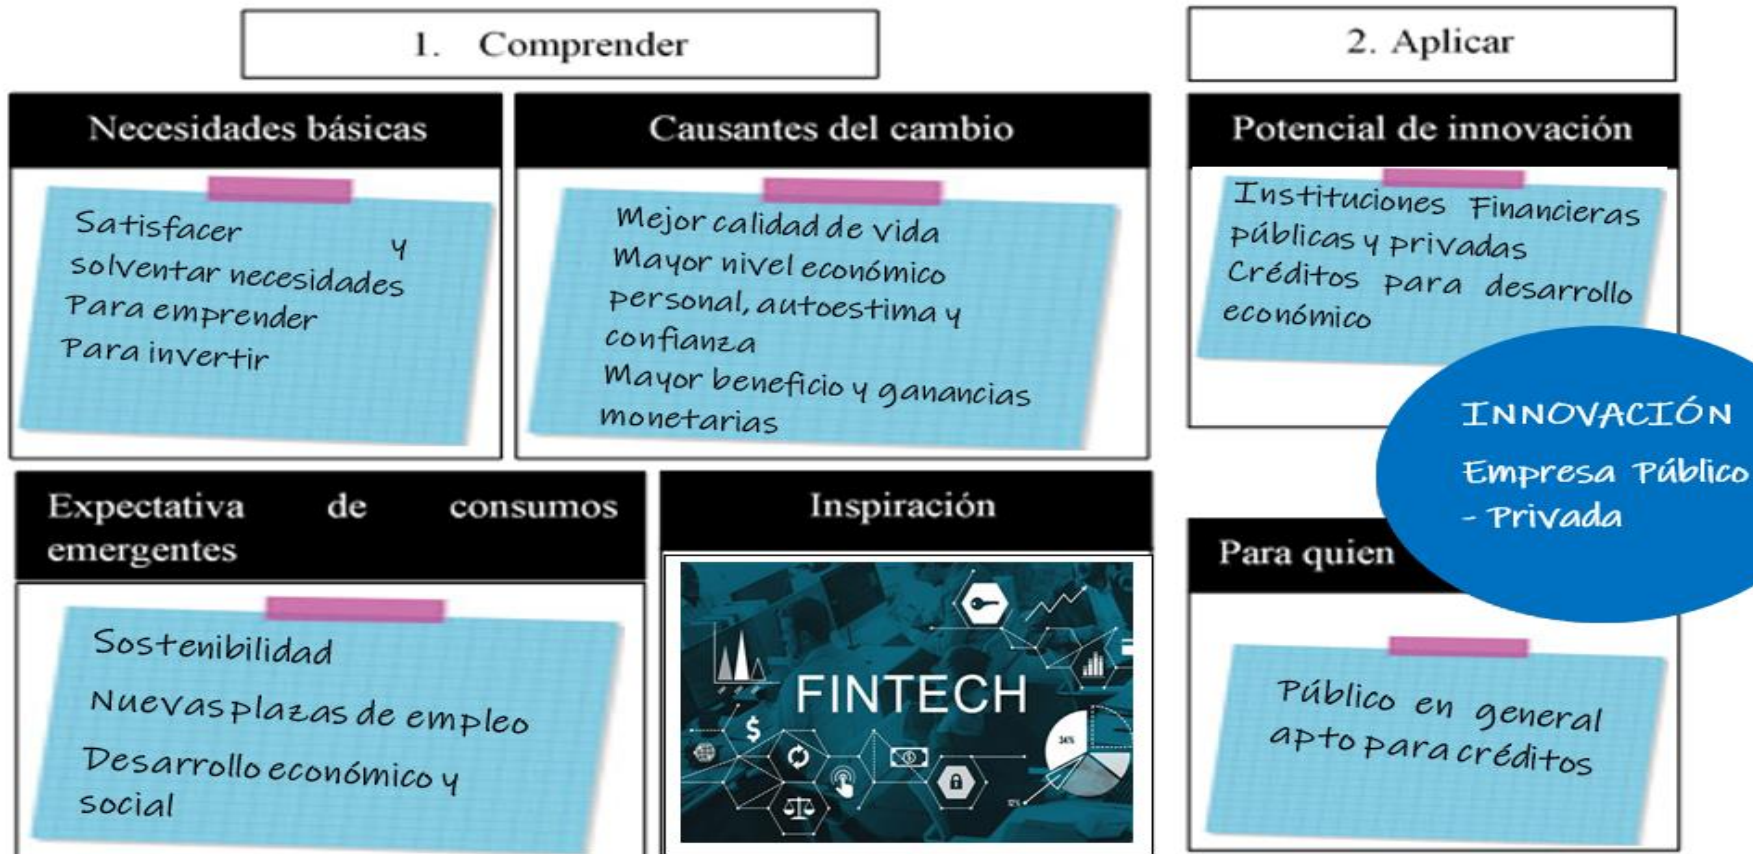 1. Comprender
2. Aplicar
Necesidades básicas
Satisfacer y
solventar necesidades
Para emprender
Para invertir
Causantes del cambio
Mejor calidad de vida
Mayor nivel económico
personal, autoestima y
confianza
Mayor beneficio y ganancias
monetarias
Potencial de innovación
Instituciones Financieras
públicas y privadas
Créditos para desarrollo
económico
INNOVACIÓN
Empresa Público
- Privada
Expectativa de consumos
emergentes
Sostenibilidad
Nuevas plazas de empleo
Desarrollo económico y
social
Inspiración
FINTECH
$
36%
12%
Para quien
Público en general
apto para créditos